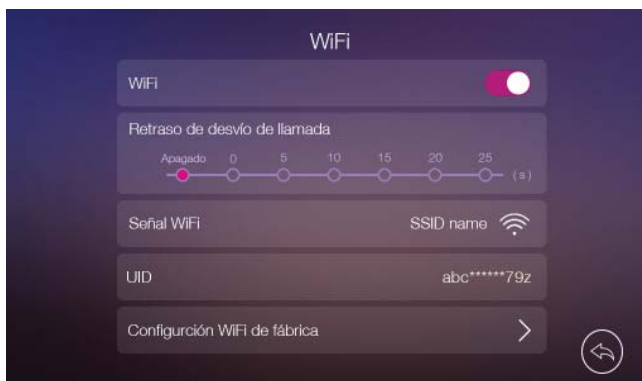 WiFi
WiFi
Retraso de desvío de llamada
Apagado 0 5 10 15 20 25 (s)
Señal WiFi SSID name
UID abc******79z
Configurción WiFi de fábrica